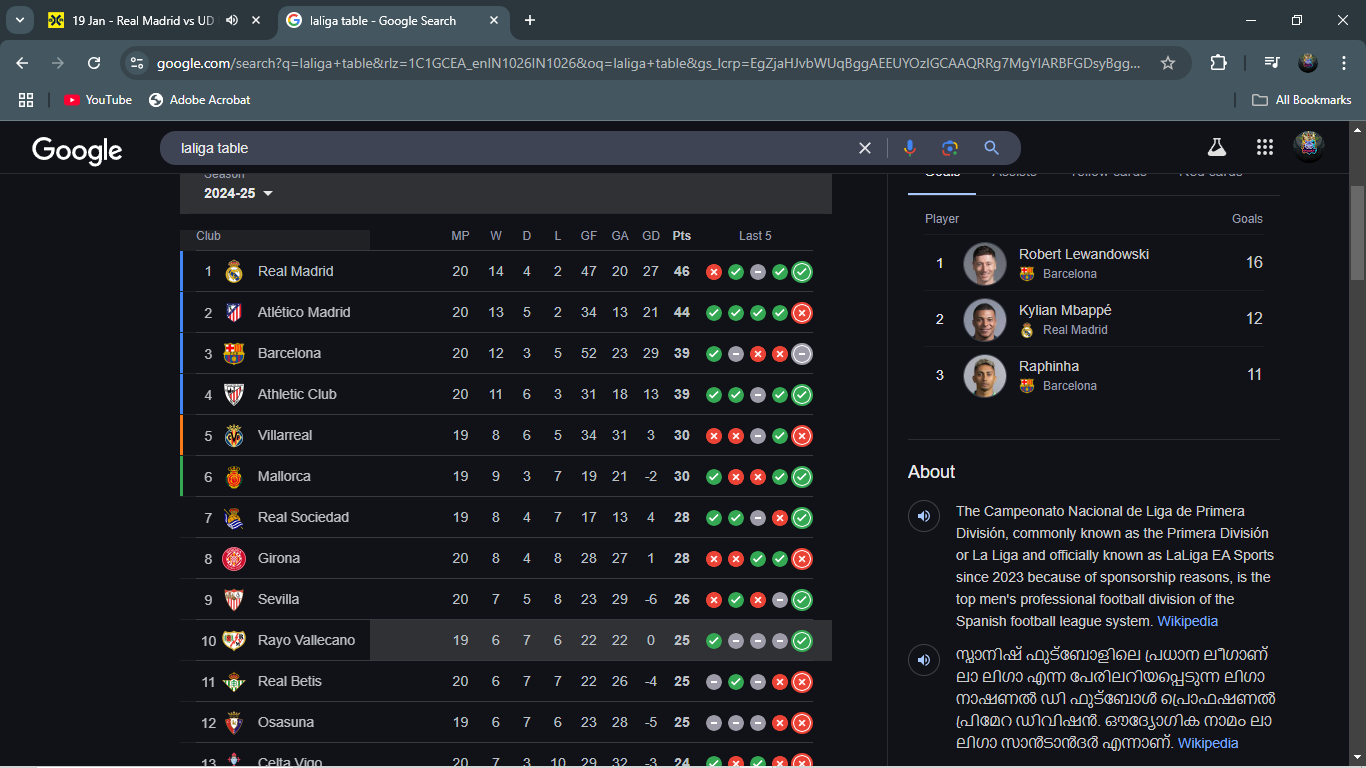 19 Jan - Real Madrid vs UD
laliga table - Google Search
google.com/search?q=laliga+table&rlz=1C1GCEA_enIN1026IN1026&oq=laliga+table&gs_lcrp=EgZjaHJvbWUqBggAEEUYOzIGCAAQRRg7MgYIARBFGDsyBgg...
YouTube
Adobe Acrobat
All Bookmarks
Google
laliga table
Season
2024-25
Club MP W D L GF GA GD Pts Last 5
1 Real Madrid 20 14 4 2 47 20 27 46
2 Atlético Madrid 20 13 5 2 34 13 21 44
3 Barcelona 20 12 3 5 52 23 29 39
4 Athletic Club 20 11 6 3 31 18 13 39
5 Villarreal 19 8 6 5 34 31 3 30
6 Mallorca 19 9 3 7 19 21 -2 30
7 Real Sociedad 19 8 4 7 17 13 4 28
8 Girona 20 8 4 8 28 27 1 28
9 Sevilla 20 7 5 8 23 29 -6 26
10 Rayo Vallecano 19 6 7 6 22 22 0 25
11 Real Betis 20 6 7 7 22 26 -4 25
12 Osasuna 19 6 7 6 23 28 -5 25
13 Celta Vigo 20 7 3 10 29 32 -3 24
Goals Assists Yellow cards Red cards
Player Goals
1 Robert Lewandowski 16
Barcelona
2 Kylian Mbappé 12
Real Madrid
3 Raphinha 11
Barcelona
About
The Campeonato Nacional de Liga de Primera
División, commonly known as the Primera División
or La Liga and officially known as LaLiga EA Sports
since 2023 because of sponsorship reasons, is the
top men's professional football division of the
Spanish football league system. Wikipedia
സ്പാനിഷ് ഫുട്ബോളിലെ പ്രധാന ലീഗാണ്
ലാ ലിഗാ എന്ന പേരിലറിയപ്പെടുന്ന ലിഗാ
നാഷണൽ ഡി ഫുട്ബോൾ പ്രൊഫഷണൽ
പ്രിമേറ ഡിവിഷൻ. ഔദ്യോഗിക നാമം ലാ
ലിഗാ സാൻടാൻദർ എന്നാണ്. Wikipedia